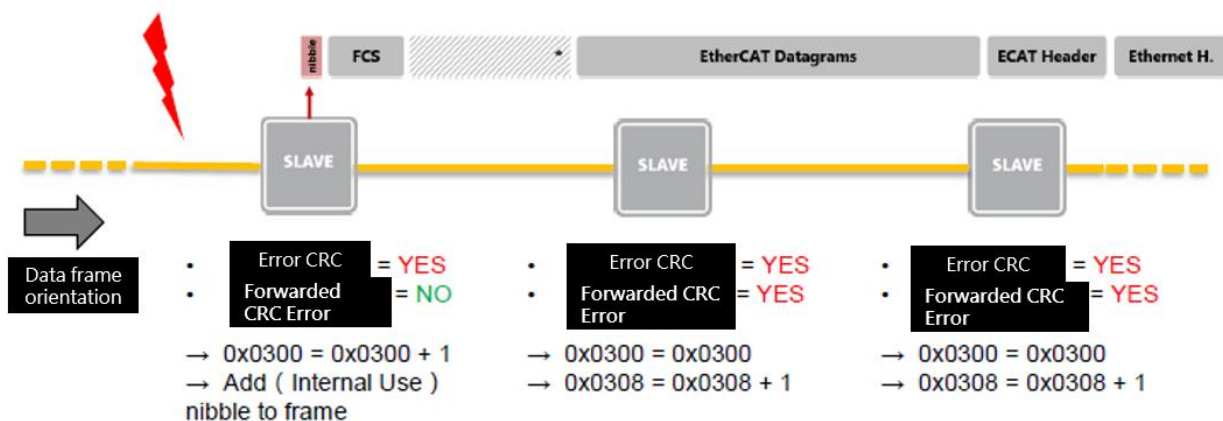 nibble
FCS
*
EtherCAT Datagrams
ECAT Header
Ethernet H.
SLAVE
SLAVE
SLAVE
Data frame
orientation
• Error CRC = YES
• Forwarded = NO
CRC Error
→ 0x0300 = 0x0300 + 1
→ Add ( Internal Use )
nibble to frame
• Error CRC = YES
• Forwarded CRC = YES
Error
→ 0x0300 = 0x0300
→ 0x0308 = 0x0308 + 1
• Error CRC = YES
• Forwarded CRC = YES
Error
→ 0x0300 = 0x0300
→ 0x0308 = 0x0308 + 1